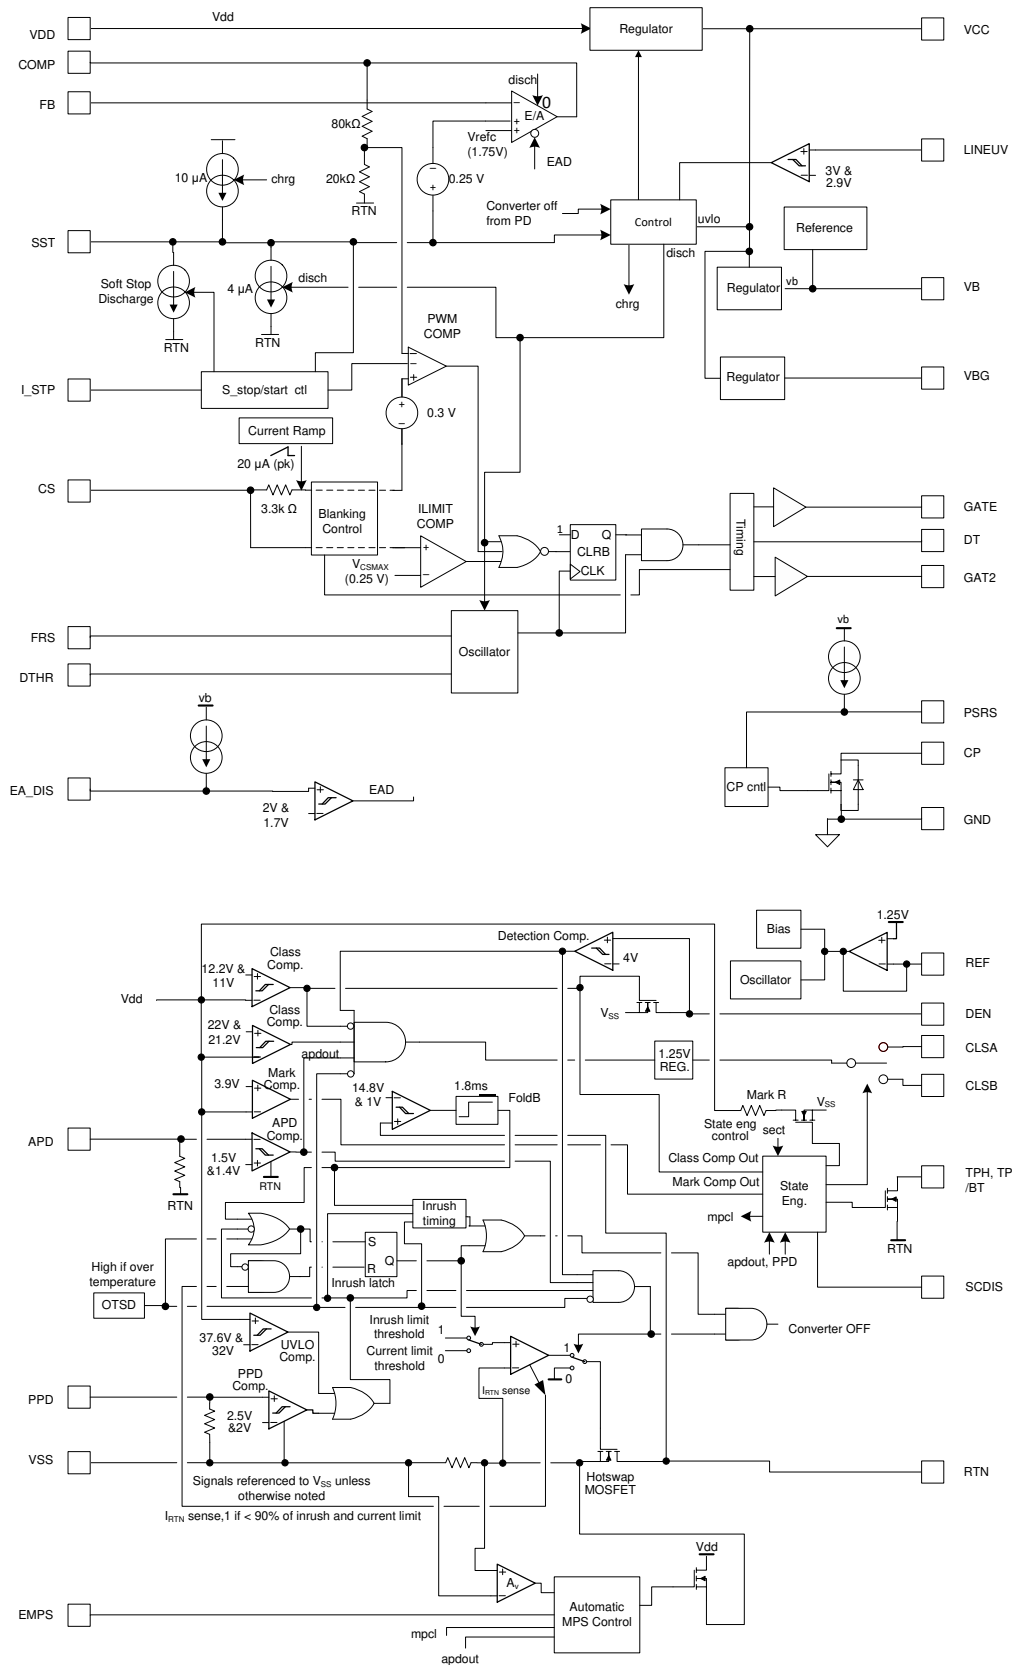 VDD
Vdd
Regulator
VCC
COMP
FB
disch
0
E/A
−
+
+
Vrefc
(1.75V)
EAD
80kΩ
20kΩ
RTN
10 µA
chrg
−
+
0.25 V
LINEUV
+
−
3V &
2.9V
Converter off
from PD
Control
uvlo
disch
chrg
Reference
SST
Soft Stop
Discharge
4 µA
disch
RTN
RTN
Regulator
vb
VB
PWM
COMP
−
−
+
I_STP
S_stop/start ctl
Regulator
VBG
+
−
0.3 V
Current Ramp
20 µA (pk)
CS
3.3k Ω
Blanking
Control
ILIMIT
COMP
+
−
VCSMAX
(0.25 V)
1
D
Q
CLRB
CLK
Timing
GATE
DT
GAT2
FRS
DTHR
Oscillator
vb
PSRS
CP
CP cntl
GND
vb
EA_DIS
+
−
2V &
1.7V
EAD
Class
Comp.
12.2V &
11V
+
−
Vdd
Class
Comp.
22V &
21.2V
+
−
apdout
Mark
Comp.
3.9V
+
−
APD
APD
Comp.
1.5V
&1.4V
−
+
RTN
RTN
Detection Comp.
+
−
4V
VSS
Bias
Oscillator
1.25V
+
−
REF
DEN
1.25V
REG.
CLSA
CLSB
14.8V
& 1V
−
+
1.8ms
FoldB
Mark R
VSS
State eng
control
sect
Class Comp Out
Mark Comp Out
State
Eng.
mpcl
apdout, PPD
TPH, TP
/BT
RTN
SCDIS
Inrush
timing
S
R
Q
Inrush latch
High if over
temperature
OTSD
Inrush limit
threshold
1
Current limit
threshold
0
+
−
1
0
IRTN sense
Converter OFF
37.6V &
32V
+
−
UVLO
Comp.
PPD
Comp.
PPD
2.5V
&2V
+
−
VSS
Signals referenced to VSS unless
otherwise noted
IRTN sense,1 if < 90% of inrush and current limit
Hotswap
MOSFET
RTN
+
−
Av
Vdd
EMPS
Automatic
MPS Control
mpcl
apdout